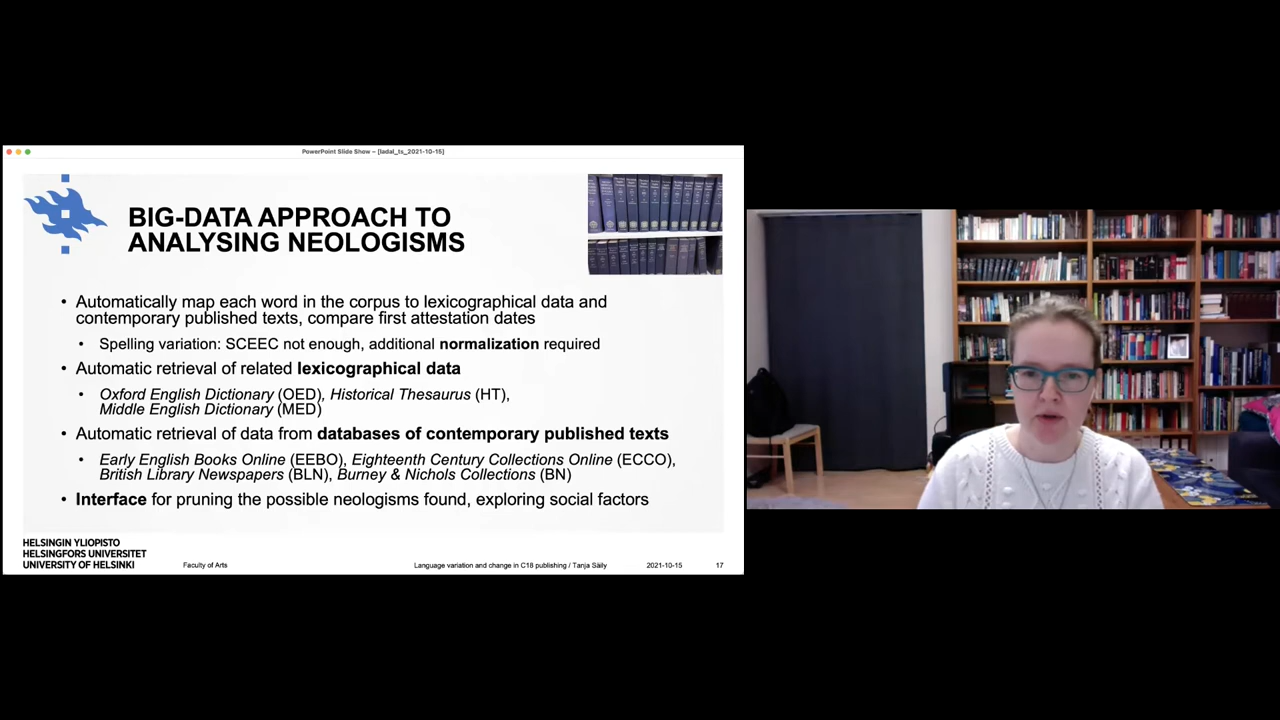 PowerPoint Slide Show – [ladal_ts_2021-10-15]
BIG-DATA APPROACH TO
ANALYSING NEOLOGISMS
• Automatically map each word in the corpus to lexicographical data and
contemporary published texts, compare first attestation dates
• Spelling variation: SCEEC not enough, additional normalization required
• Automatic retrieval of related lexicographical data
• Oxford English Dictionary (OED), Historical Thesaurus (HT),
Middle English Dictionary (MED)
• Automatic retrieval of data from databases of contemporary published texts
• Early English Books Online (EEBO), Eighteenth Century Collections Online (ECCO),
British Library Newspapers (BLN), Burney & Nichols Collections (BN)
• Interface for pruning the possible neologisms found, exploring social factors
HELSINGIN YLIOPISTO
HELSINGFORS UNIVERSITET
UNIVERSITY OF HELSINKI
Faculty of Arts
Language variation and change in C18 publishing / Tanja Säily
2021-10-15
17